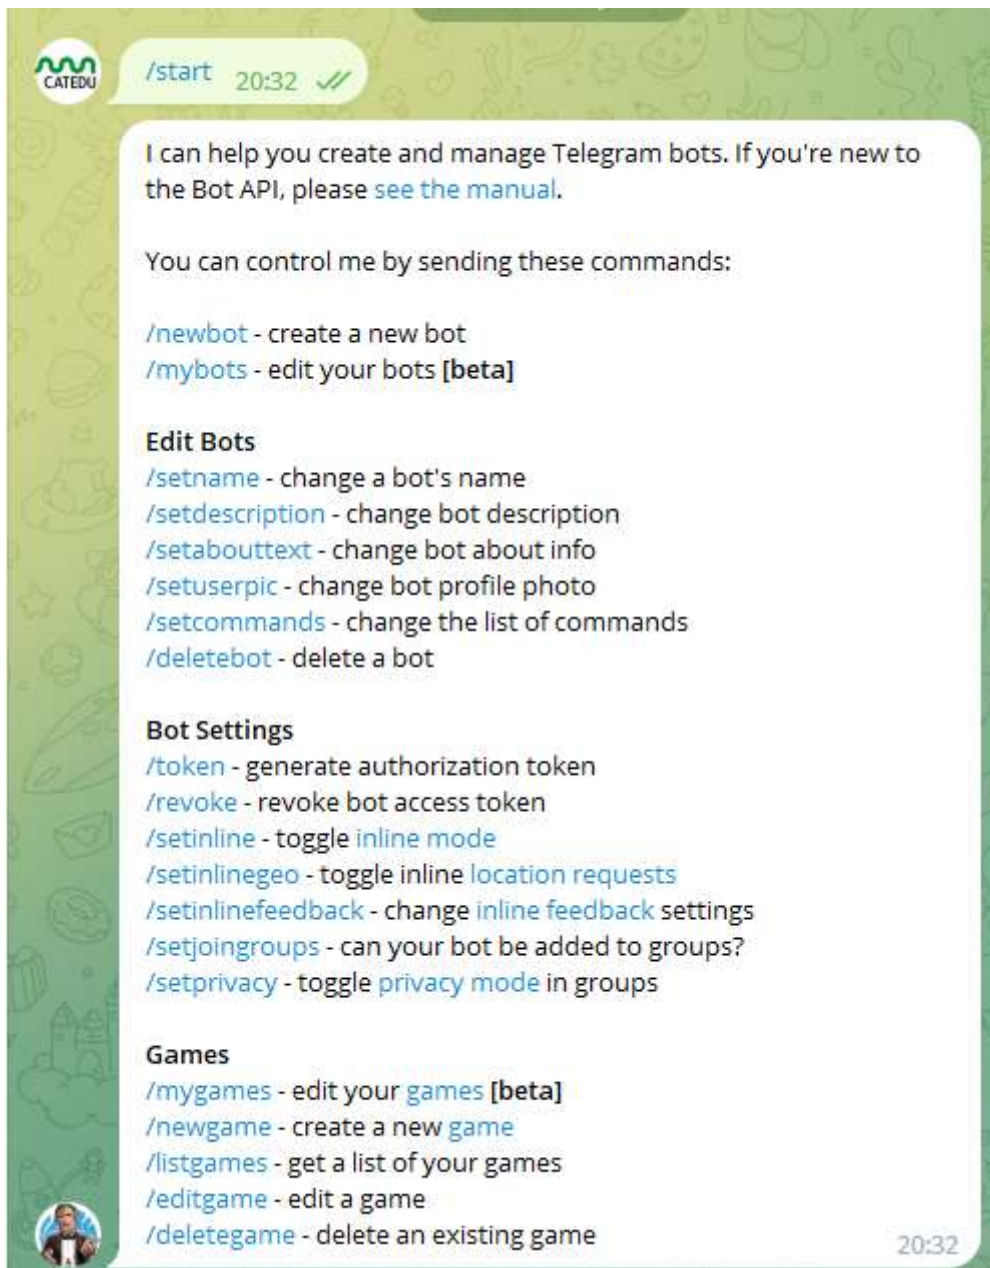 CATEDU
/start 20:32
I can help you create and manage Telegram bots. If you're new to
the Bot API, please see the manual.
You can control me by sending these commands:
/newbot - create a new bot
/mybots - edit your bots [beta]
Edit Bots
/setname - change a bot's name
/setdescription - change bot description
/setabouttext - change bot about info
/setuserpic - change bot profile photo
/setcommands - change the list of commands
/deletebot - delete a bot
Bot Settings
/token - generate authorization token
/revoke - revoke bot access token
/setinline - toggle inline mode
/setinlinegeo - toggle inline location requests
/setinlinefeedback - change inline feedback settings
/setjoingroups - can your bot be added to groups?
/setprivacy - toggle privacy mode in groups
Games
/mygames - edit your games [beta]
/newgame - create a new game
/listgames - get a list of your games
/editgame - edit a game
/deletegame - delete an existing game
20:32